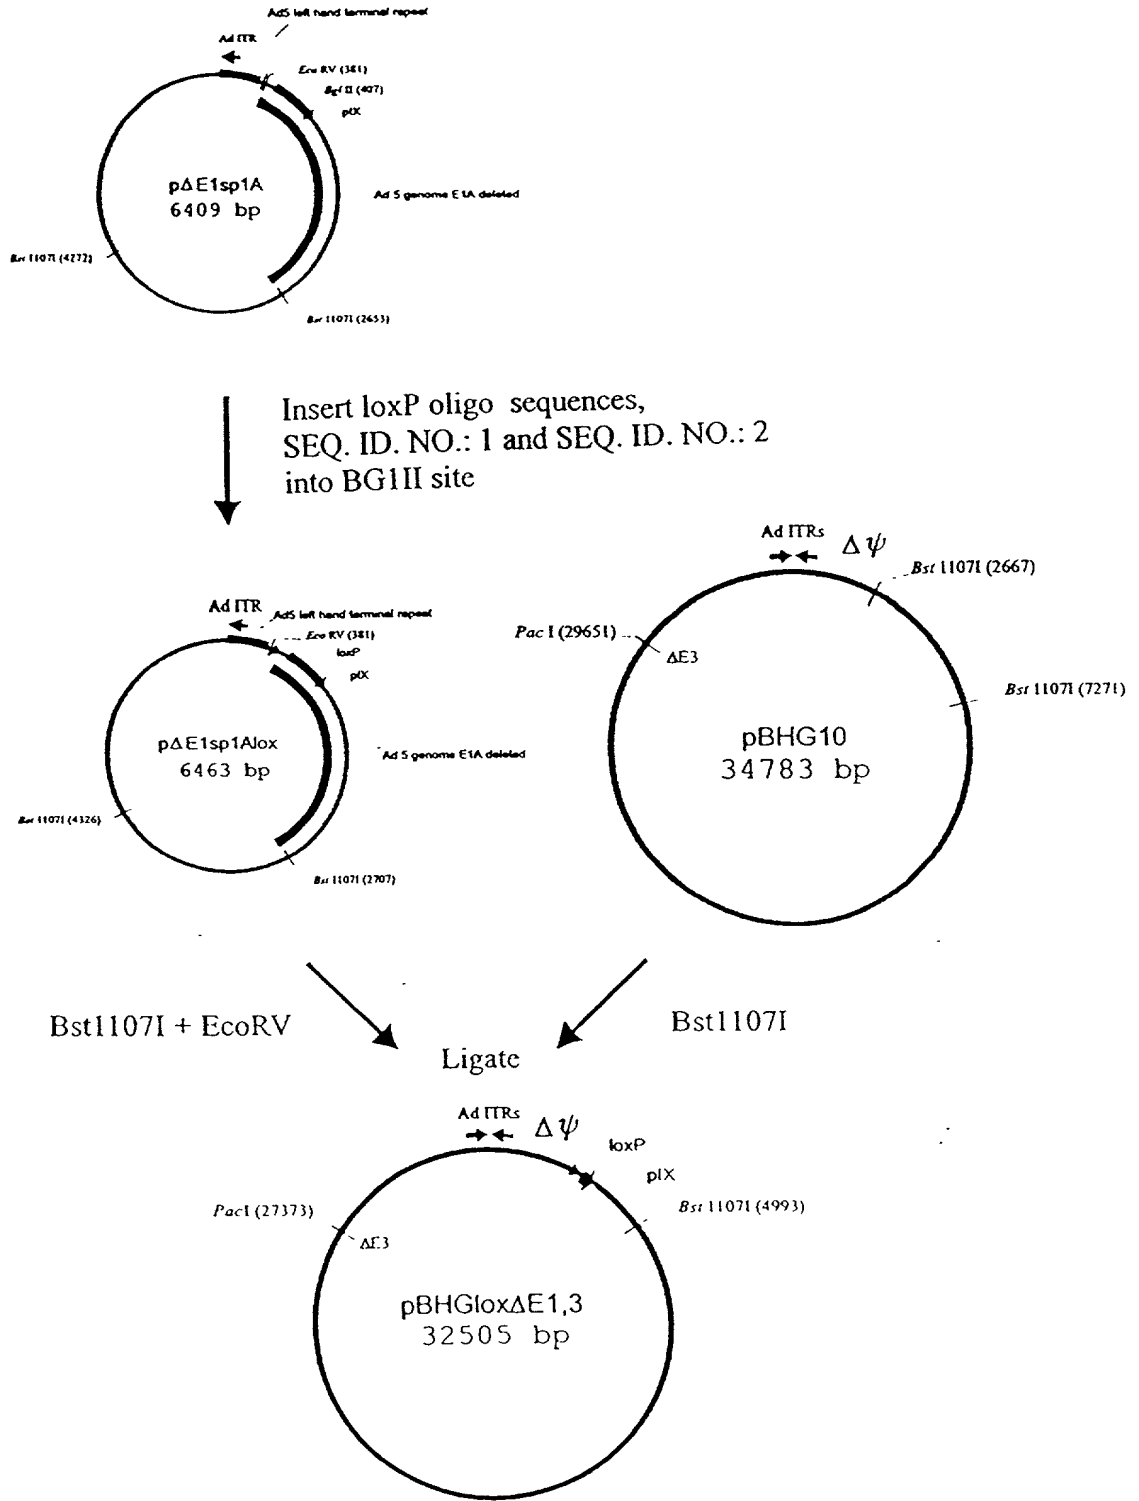 Ad5 left hand terminal repeat
Ad ITR
Eco RV (381)
Bgl II (407)
pIX
pΔE1sp1A
6409 bp
Ad 5 genome E1A deleted
Bst 1107I (4272)
Bst 1107I (2653)
Insert loxP oligo sequences,
SEQ. ID. NO.: 1 and SEQ. ID. NO.: 2
into BG1II site
Ad ITR
Ad5 left hand terminal repeat
Eco RV (381)
loxP
pIX
pΔE1sp1Alox
6463 bp
Ad 5 genome E1A deleted
Bst 1107I (4326)
Bst 1107I (2707)
Ad ITRs
Δψ
Bst 1107I (2667)
Pac I (29651)
ΔE3
Bst 1107I (7271)
pBHG10
34783 bp
Bst1107I + EcoRV
Bst1107I
Ligate
Ad ITRs
Δψ
loxP
pIX
Bst 1107I (4993)
PacI (27373)
ΔE3
pBHGloxΔE1,3
32505 bp